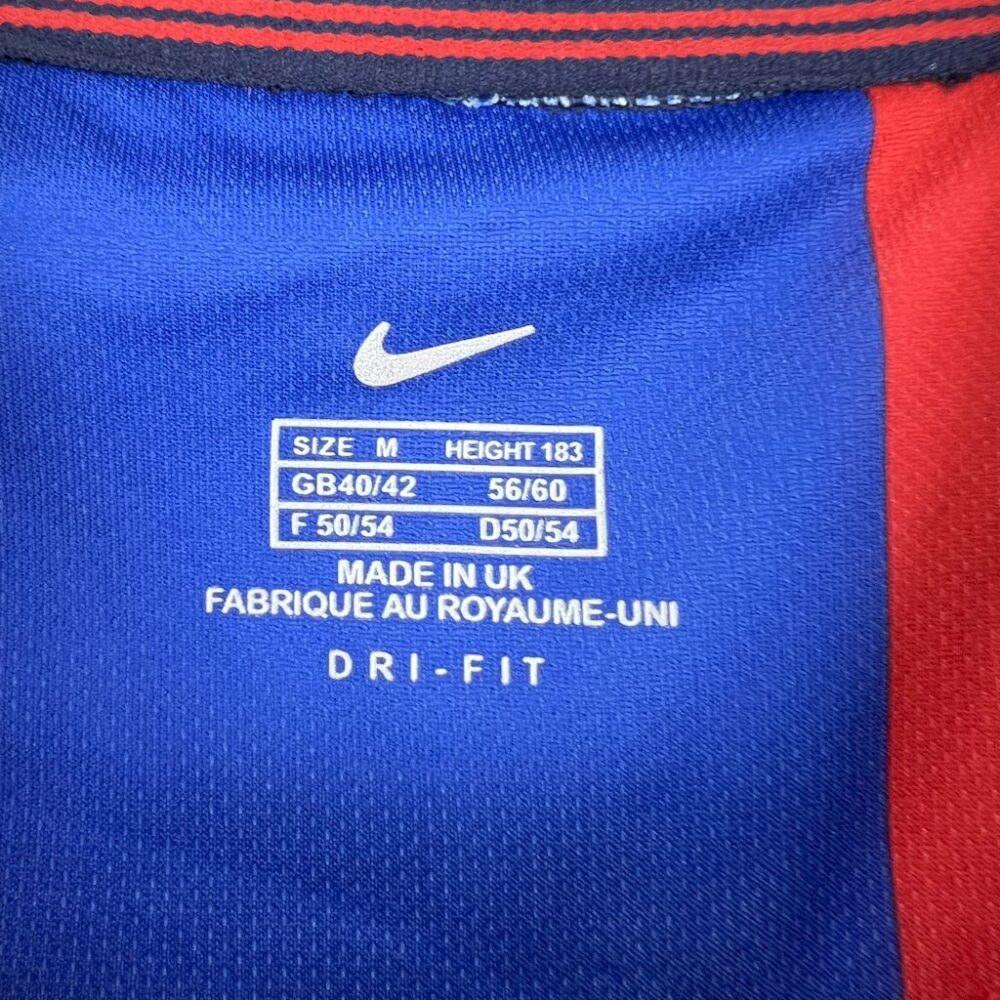 SIZE M HEIGHT 183
GB40/42 56/60
F 50/54 D50/54
MADE IN UK
FABRIQUE AU ROYAUME-UNI
DRI-FIT